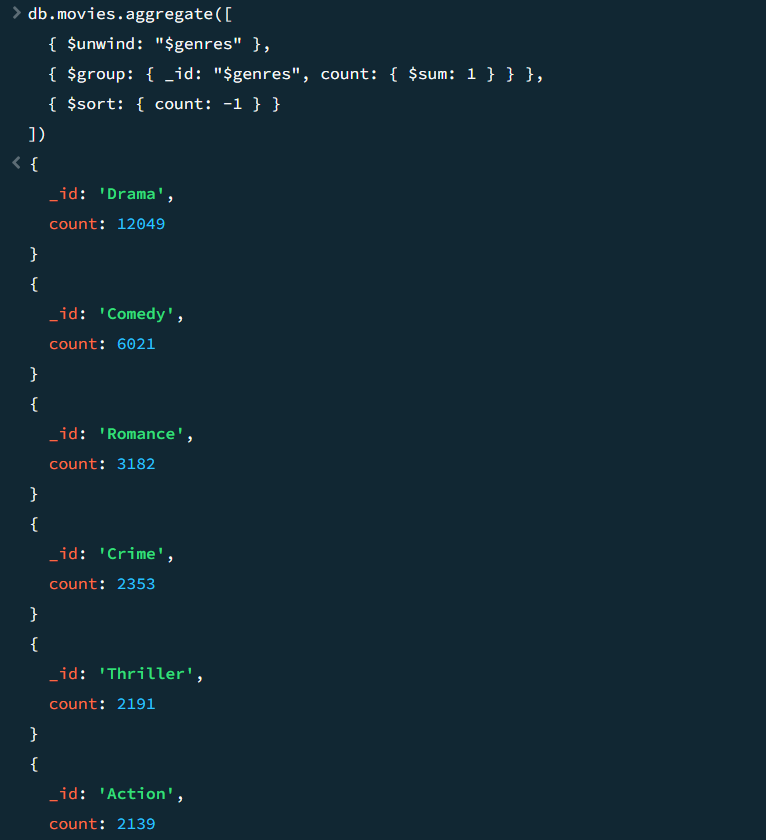 db.movies.aggregate([
{ $unwind: "$genres" },
{ $group: { _id: "$genres", count: { $sum: 1 } } },
{ $sort: { count: -1 } }
])
{
_id: 'Drama',
count: 12049
}
{
_id: 'Comedy',
count: 6021
}
{
_id: 'Romance',
count: 3182
}
{
_id: 'Crime',
count: 2353
}
{
_id: 'Thriller',
count: 2191
}
{
_id: 'Action',
count: 2139